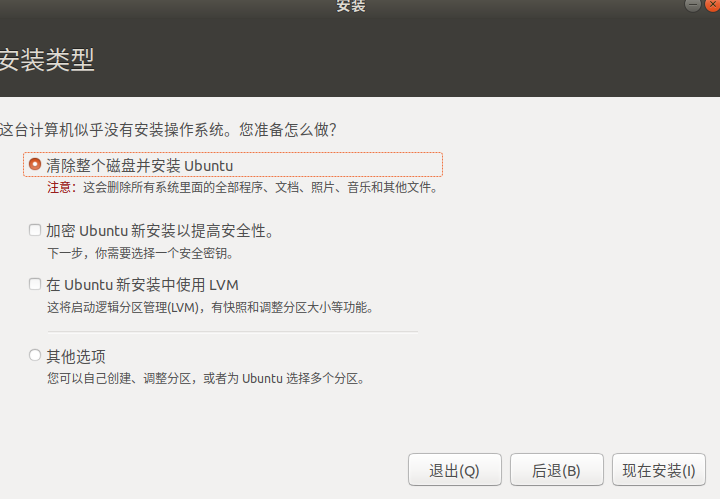 安装
安装类型
这台计算机似乎没有安装操作系统。您准备怎么做?
清除整个磁盘并安装 Ubuntu
注意：这会删除所有系统里面的全部程序、文档、照片、音乐和其他文件。
加密 Ubuntu 新安装以提高安全性。
下一步，你需要选择一个安全密钥。
在 Ubuntu 新安装中使用 LVM
这将启动逻辑分区管理(LVM)，有快照和调整分区大小等功能。
其他选项
您可以自己创建、调整分区，或者为 Ubuntu 选择多个分区。
退出(Q) 后退(B) 现在安装(I)